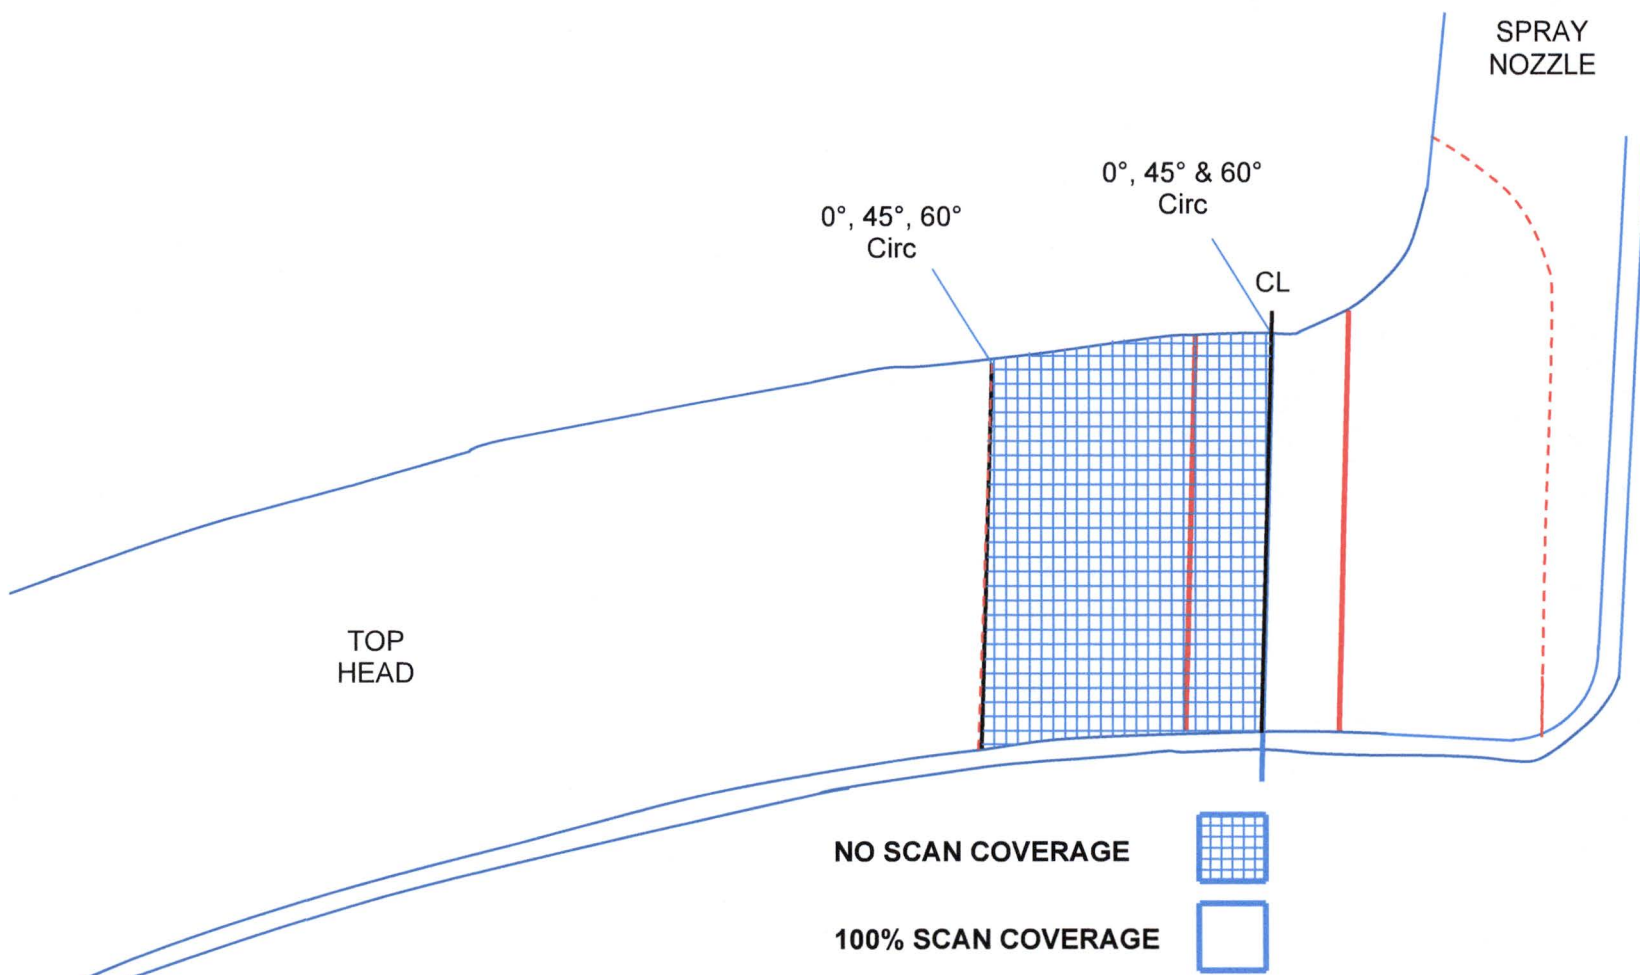 SPRAY
NOZZLE
0°, 45° & 60°
Circ
0°, 45°, 60°
Circ
CL
TOP
HEAD
NO SCAN COVERAGE
100% SCAN COVERAGE